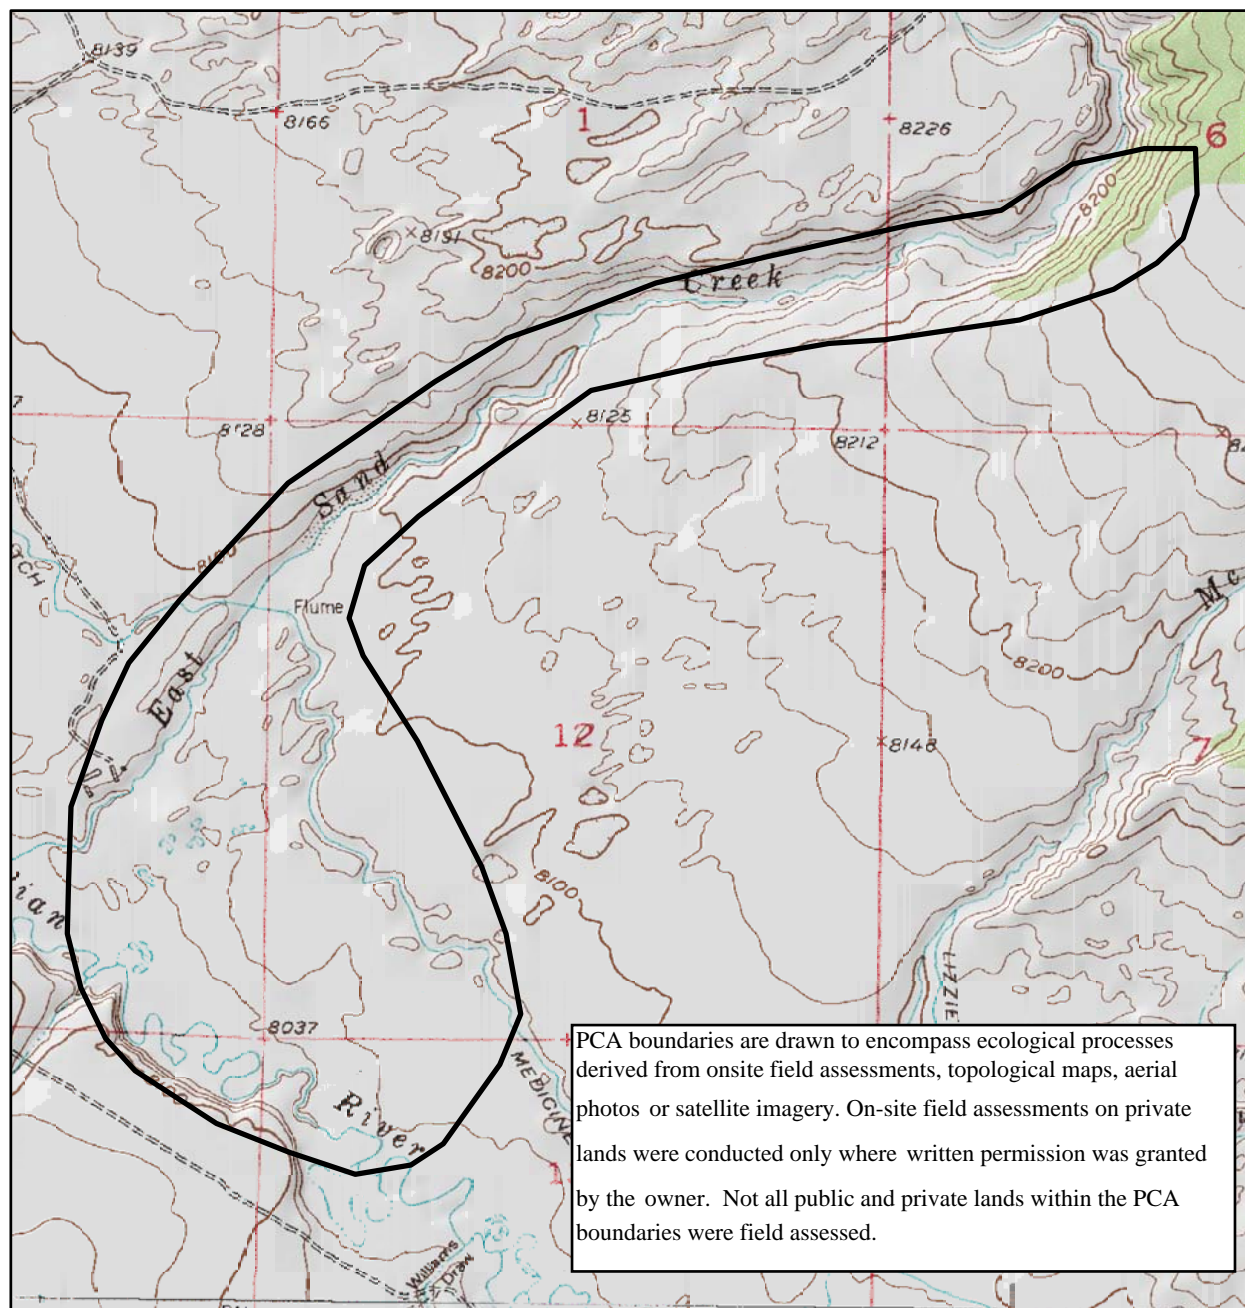 8139
8166
1
8226
6
8191
8200
8200
Creek
8125
8128
8212
Sand
8100
Flume
East
Mc
8200
12
8148
7
8100
8037
LIZZIE
MEDICINE
River
8100
Williams
Draw
PCA boundaries are drawn to encompass ecological processes
derived from onsite field assessments, topological maps, aerial
photos or satellite imagery. On-site field assessments on private
lands were conducted only where written permission was granted
by the owner. Not all public and private lands within the PCA
boundaries were field assessed.